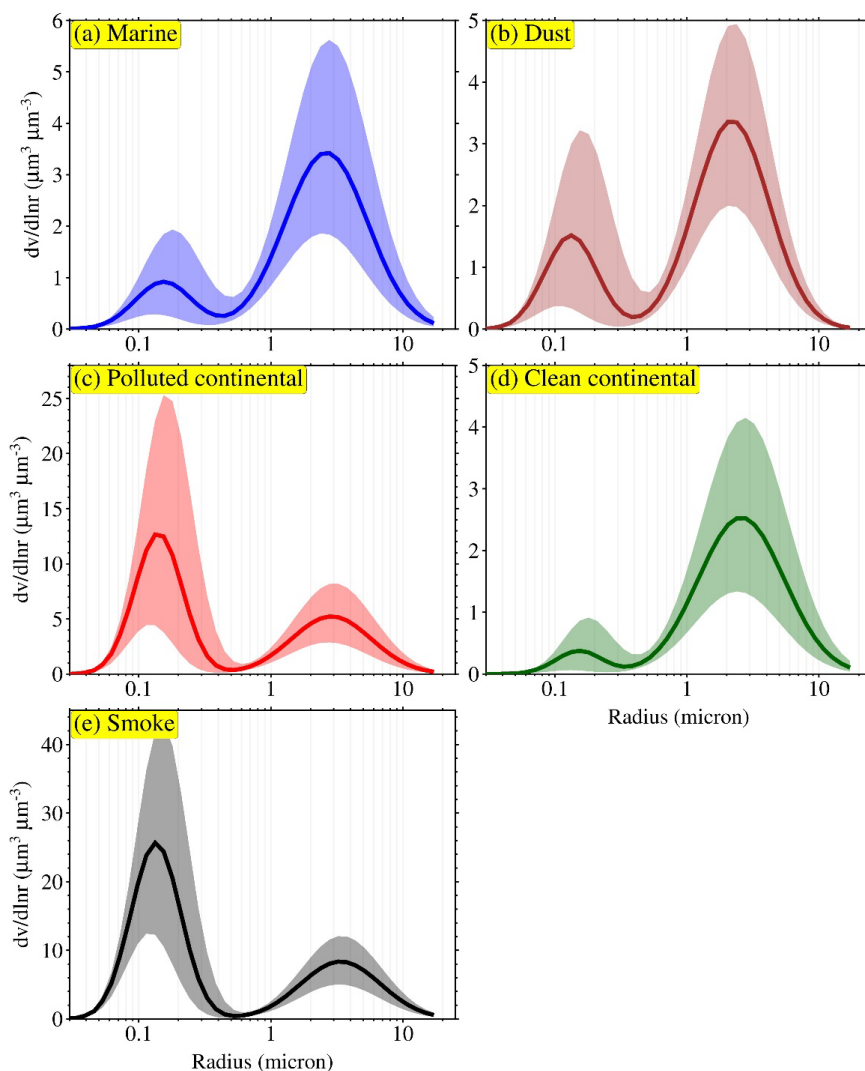 (a) Marine
6
5
4
3
2
1
0
dv/dlnr (μm³ μm⁻³)
0.1 1 10
(b) Dust
5
4
3
2
1
0
0.1 1 10
(c) Polluted continental
25
20
15
10
5
0
dv/dlnr (μm³ μm⁻³)
0.1 1 10
(d) Clean continental
5
4
3
2
1
0
0.1 1 10
Radius (micron)
(e) Smoke
40
30
20
10
0
dv/dlnr (μm³ μm⁻³)
0.1 1 10
Radius (micron)